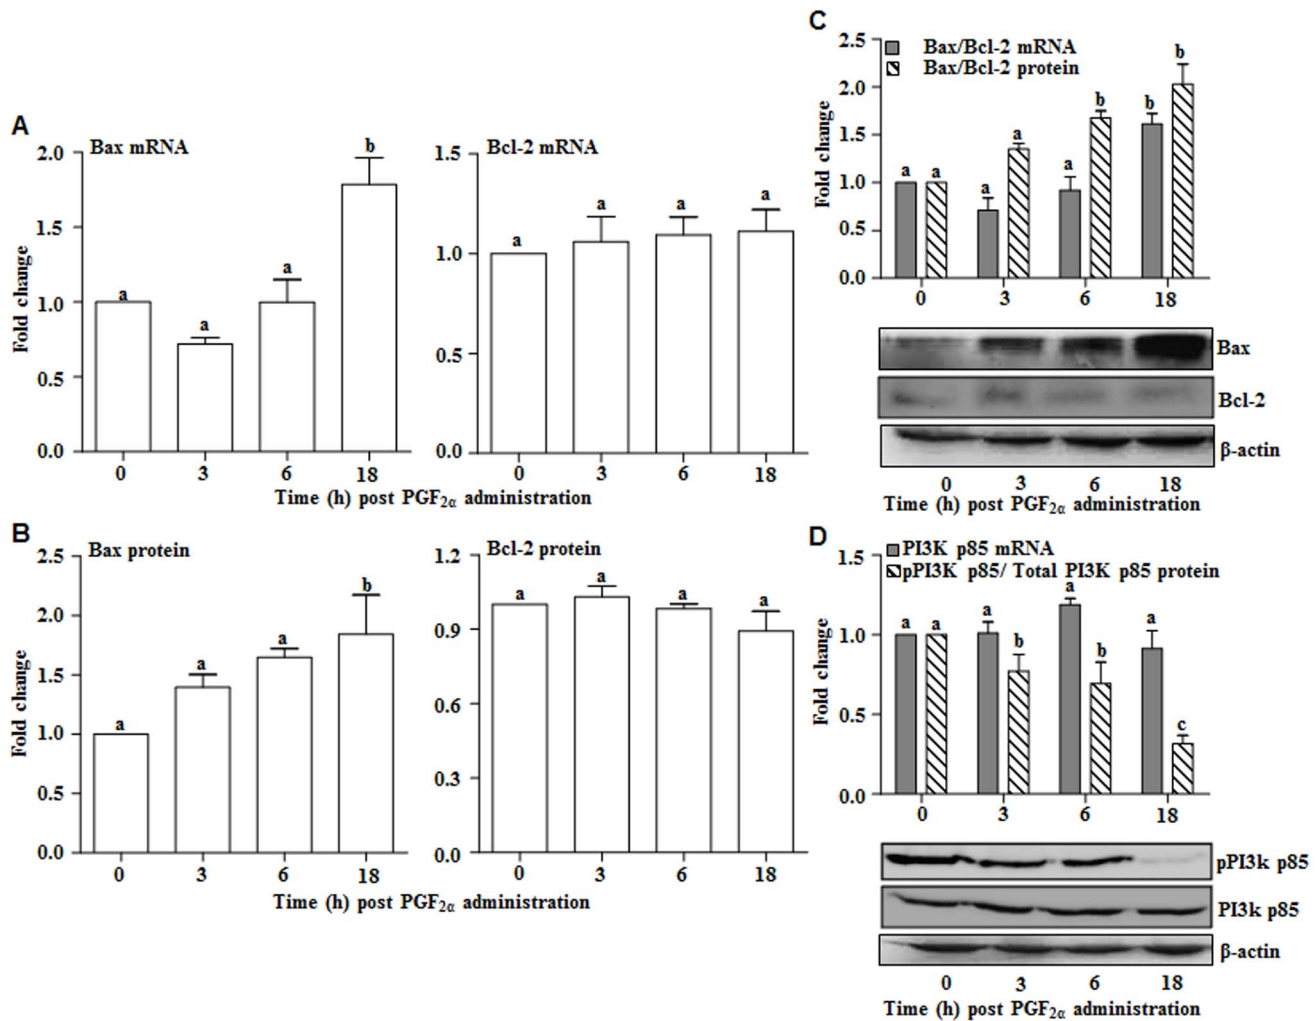 A
Bax mRNA
Fold change
2.0
1.5
1.0
0.5
0.0
a
a
a
b
0 3 6 18
Bcl-2 mRNA
1.5
1.0
0.5
0.0
a
a
a
a
0 3 6 18
Time (h) post PGF2α administration
B
Bax protein
Fold change
2.5
2.0
1.5
1.0
0.5
0.0
a
a
a
b
0 3 6 18
Bcl-2 protein
1.2
0.9
0.6
0.3
0.0
a
a
a
a
0 3 6 18
Time (h) post PGF2α administration
C
Bax/Bcl-2 mRNA
Bax/Bcl-2 protein
Fold change
2.5
2.0
1.5
1.0
0.5
0.0
a a
a a
a b
b b
0 3 6 18
Bax
Bcl-2
β-actin
0 3 6 18
Time (h) post PGF2α administration
D
PI3K p85 mRNA
pPI3K p85/ Total PI3K p85 protein
Fold change
1.5
1.0
0.5
0.0
a a
a b
a b
a c
0 3 6 18
pPI3k p85
PI3k p85
β-actin
0 3 6 18
Time (h) post PGF2α administration